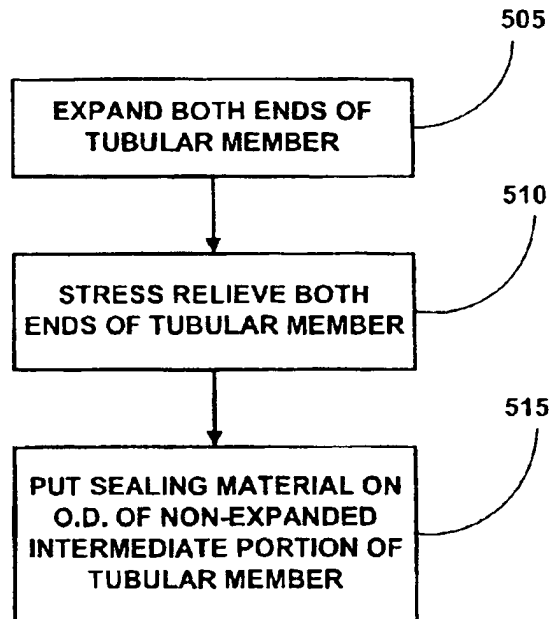 505
EXPAND BOTH ENDS OF
TUBULAR MEMBER
510
STRESS RELIEVE BOTH
ENDS OF TUBULAR MEMBER
515
PUT SEALING MATERIAL ON
O.D. OF NON-EXPANDED
INTERMEDIATE PORTION OF
TUBULAR MEMBER